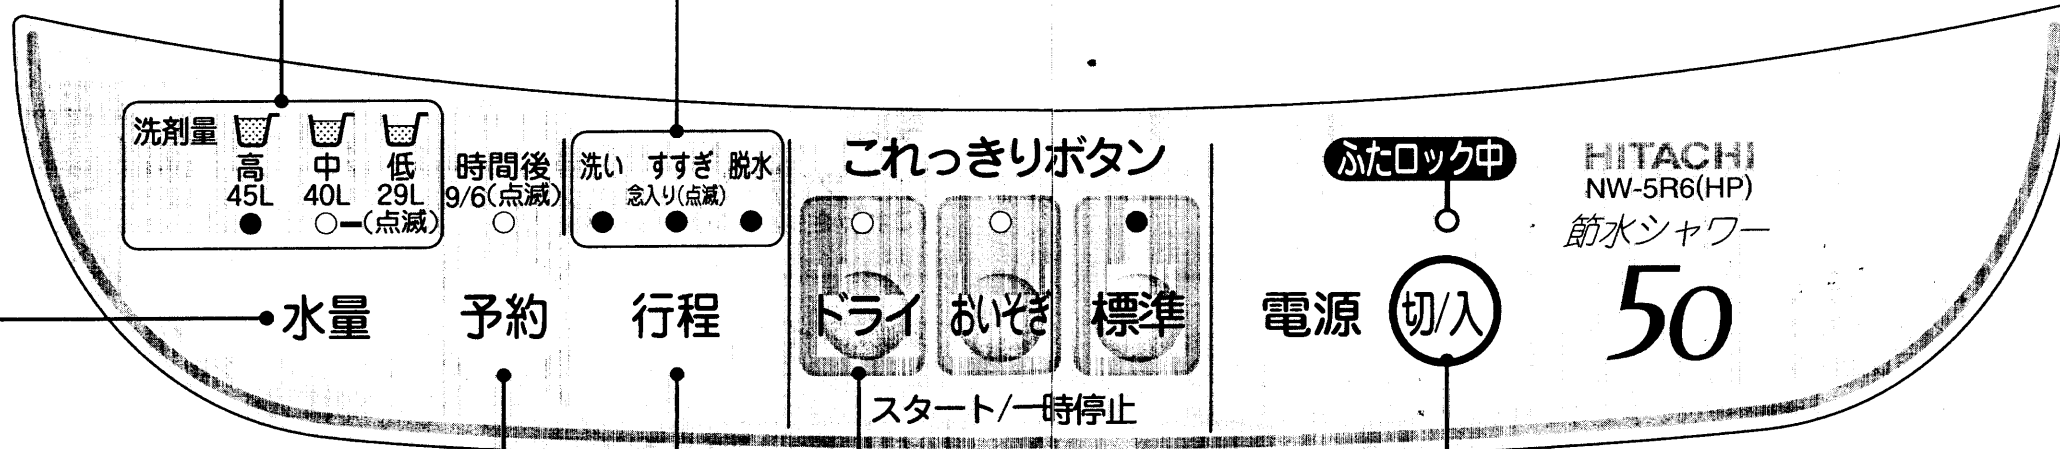 洗剤量
高 中 低
45L 40L 29L
(点滅)
時間後
9/6(点滅)
洗い すすぎ 脱水
念入り(点滅)
これっきりボタン
ふたロック中
HITACHI
NW-5R6(HP)
節水シャワー
50
水量 予約 行程 ドライ おいそぎ 標準 電源 切/入
スタート/一時停止